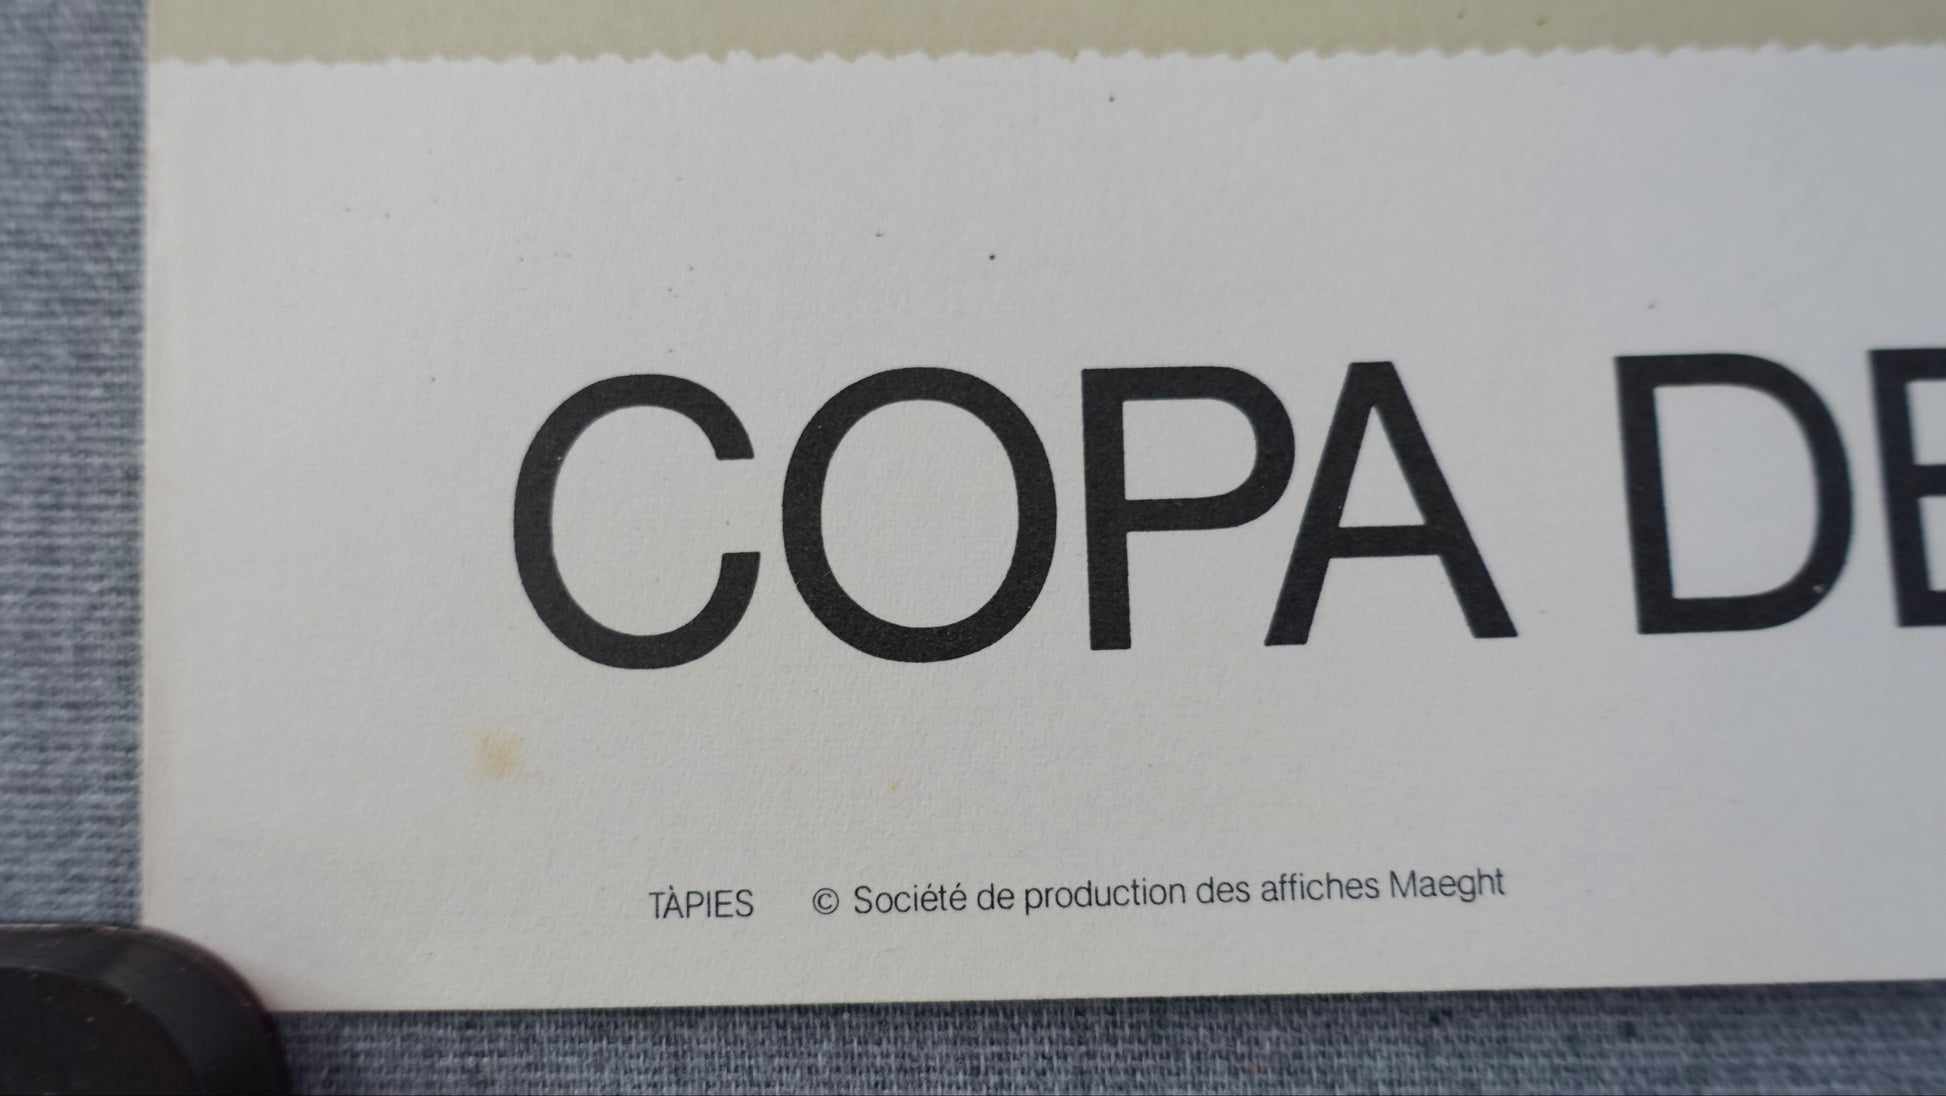 COPA DE
TÀPIES © Société de production des affiches Maeght